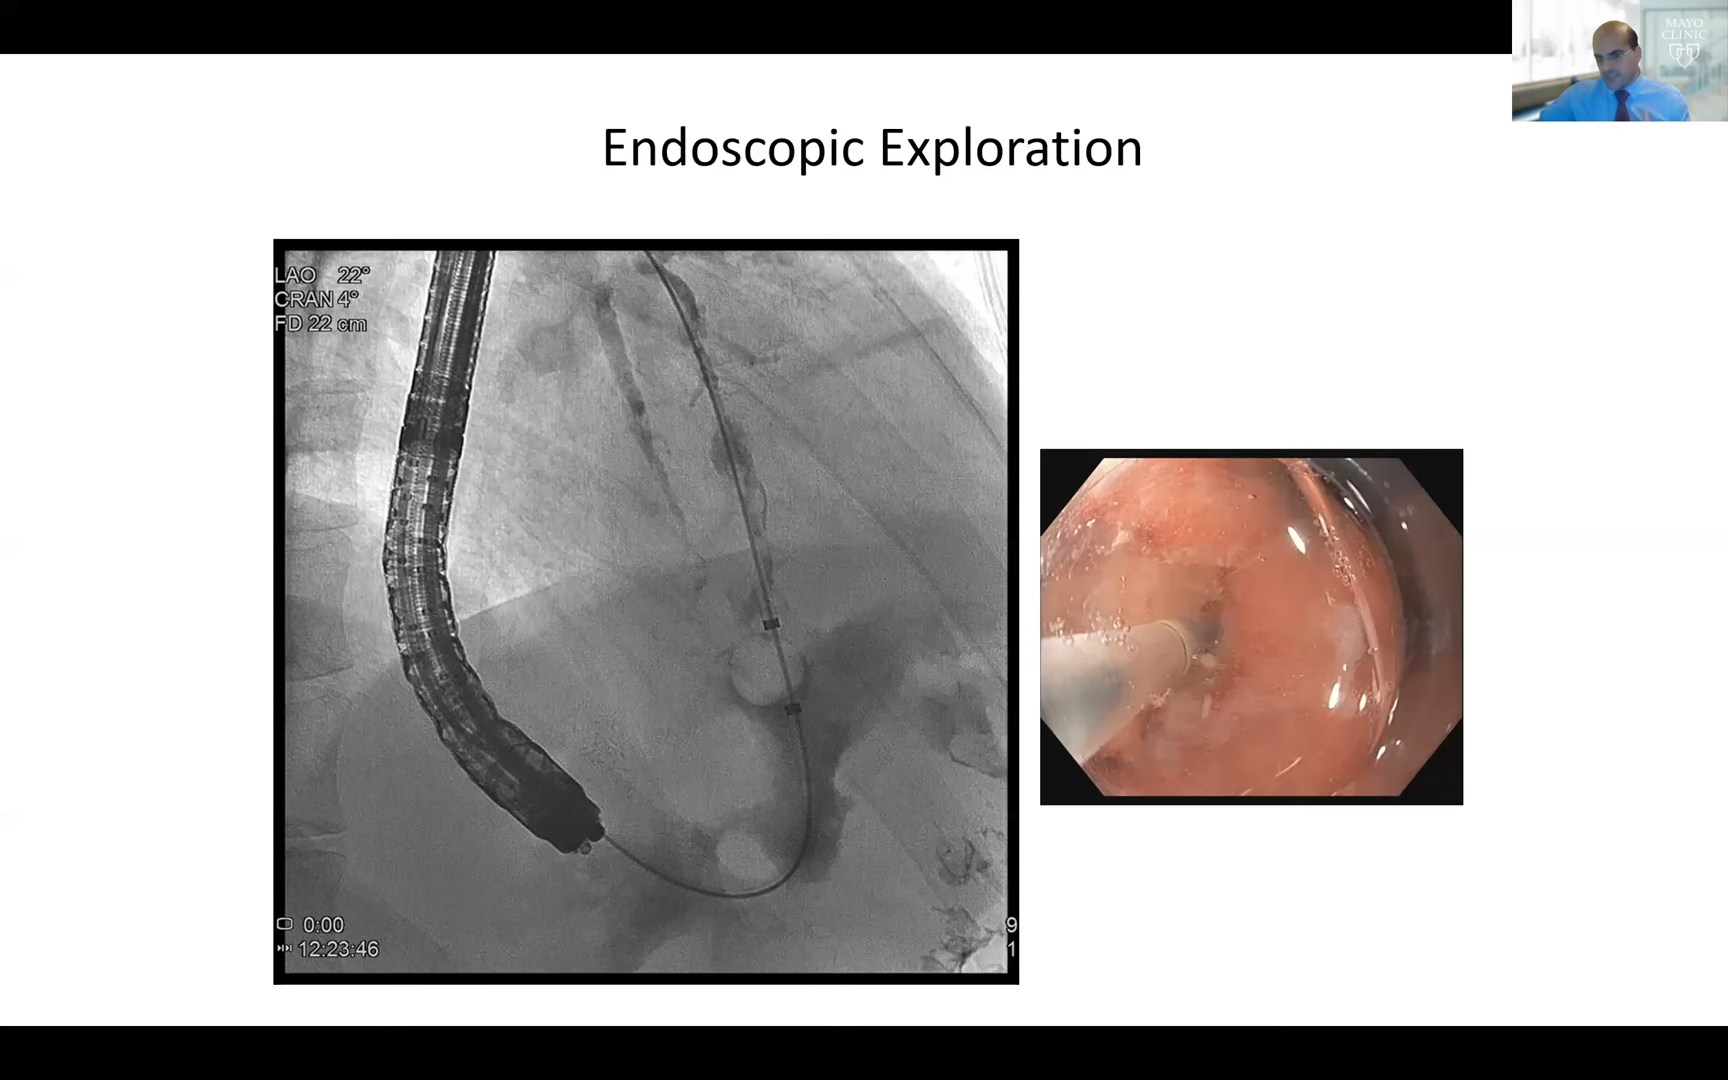 MAYO
CLINIC
Endoscopic Exploration
LAO 22°
CRAN 4°
FD 22 cm
0:00
9
12:23:46
1